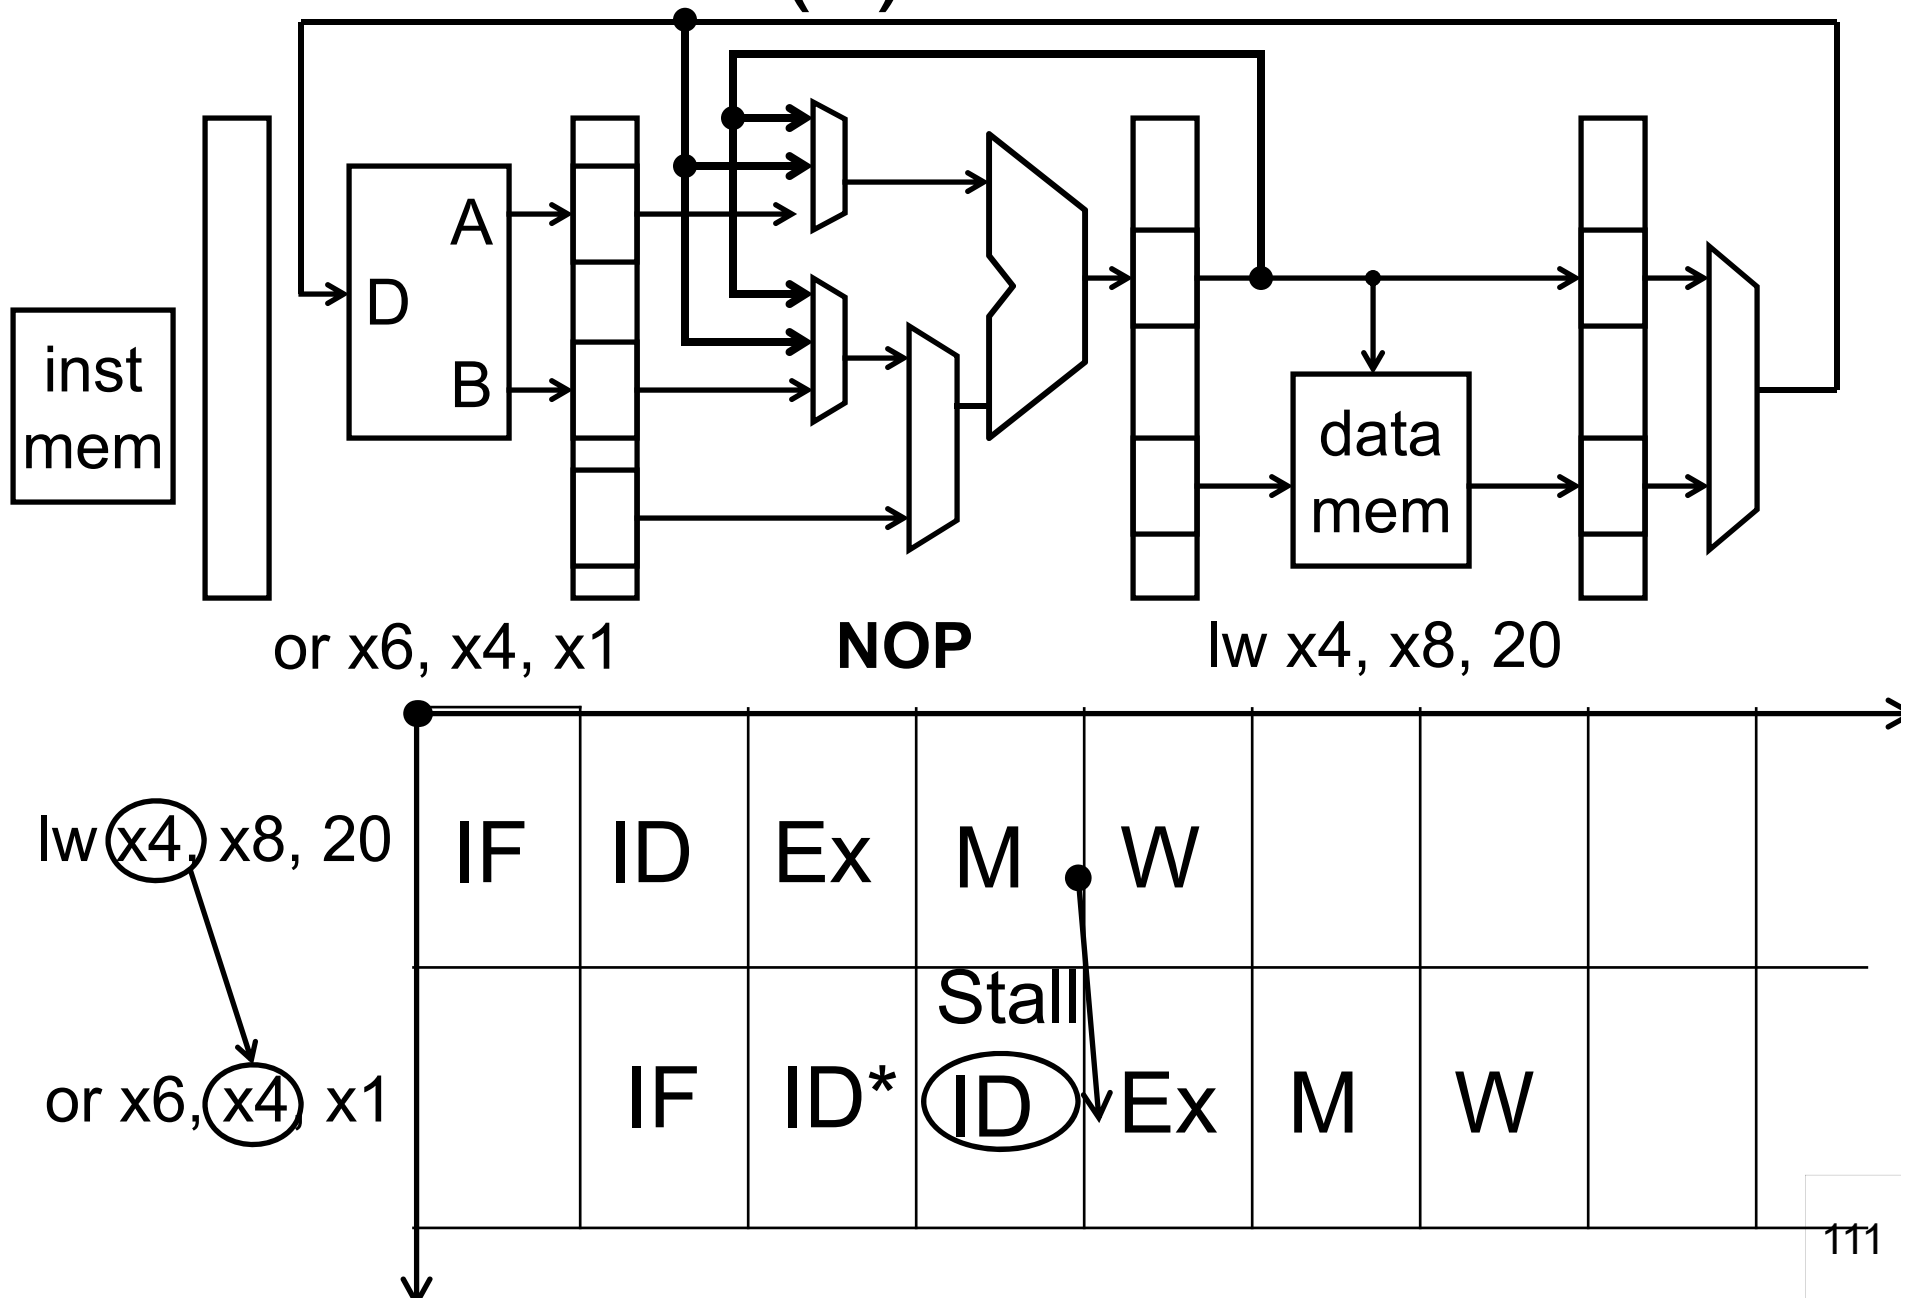 A
D
B
inst
mem
data
mem
or x6, x4, x1
NOP
lw x4, x8, 20
lw x4, x8, 20
IF ID Ex M W
Stall
or x6, x4, x1
IF ID* ID Ex M W
111